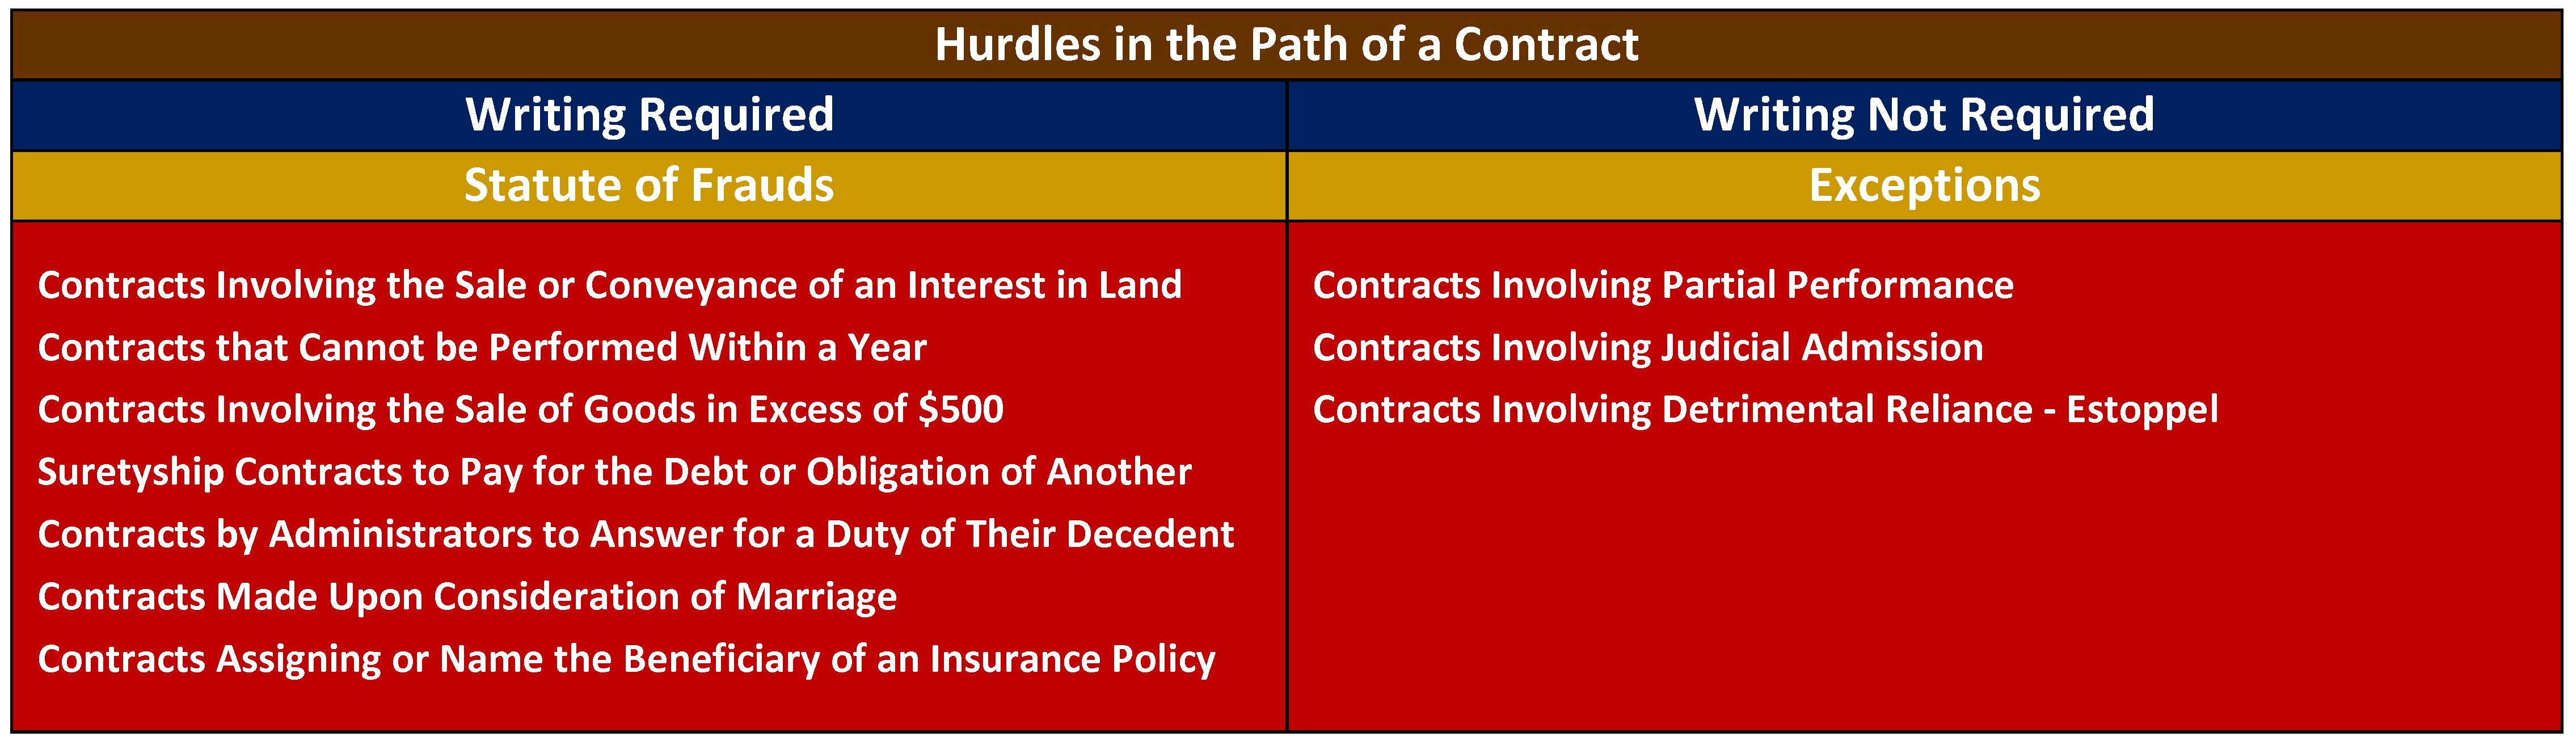 Hurdles in the Path of a Contract
Writing Required
Writing Not Required
Statute of Frauds
Exceptions
Contracts Involving the Sale or Conveyance of an Interest in Land
Contracts that Cannot be Performed Within a Year
Contracts Involving the Sale of Goods in Excess of $500
Suretyship Contracts to Pay for the Debt or Obligation of Another
Contracts by Administrators to Answer for a Duty of Their Decedent
Contracts Made Upon Consideration of Marriage
Contracts Assigning or Name the Beneficiary of an Insurance Policy
Contracts Involving Partial Performance
Contracts Involving Judicial Admission
Contracts Involving Detrimental Reliance - Estoppel